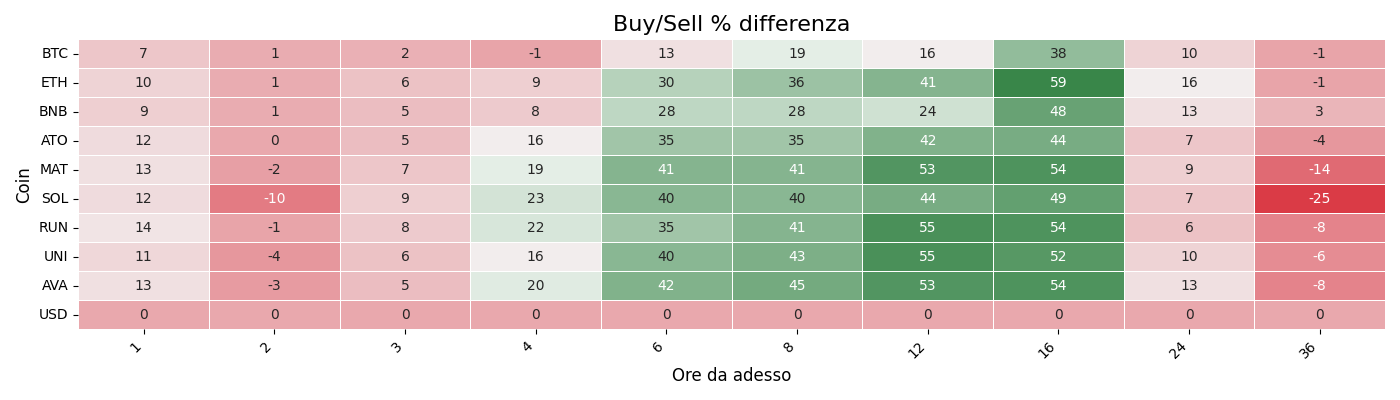 Buy/Sell % differenza
Coin
BTC 7 1 2 -1 13 19 16 38 10 -1
ETH 10 1 6 9 30 36 41 59 16 -1
BNB 9 1 5 8 28 28 24 48 13 3
ATO 12 0 5 16 35 35 42 44 7 -4
MAT 13 -2 7 19 41 41 53 54 9 -14
SOL 12 -10 9 23 40 40 44 49 7 -25
RUN 14 -1 8 22 35 41 55 54 6 -8
UNI 11 -4 6 16 40 43 55 52 10 -6
AVA 13 -3 5 20 42 45 53 54 13 -8
USD 0 0 0 0 0 0 0 0 0 0
1 2 3 4 6 8 12 16 24 36
Ore da adesso